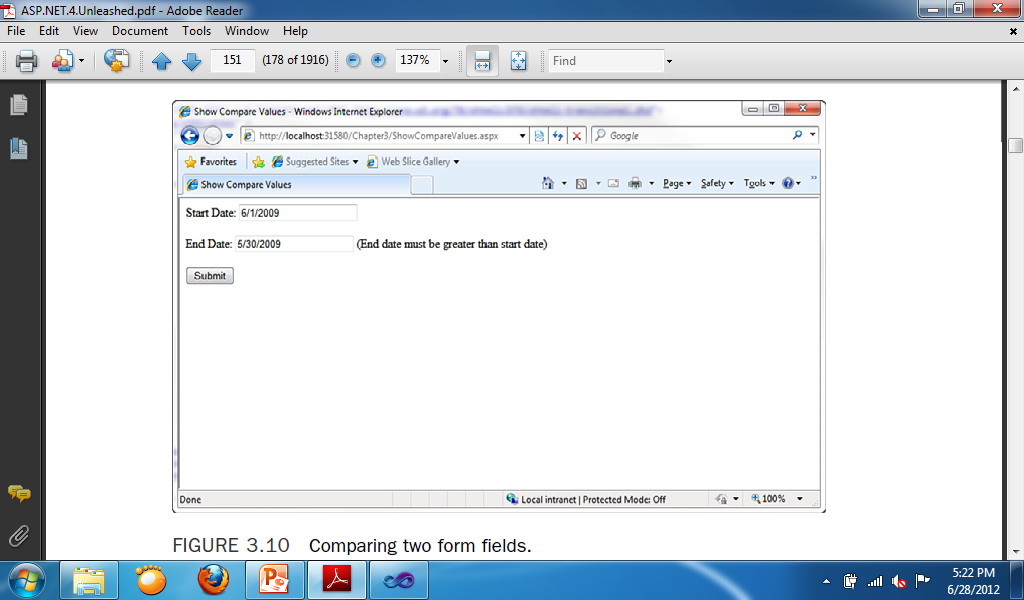 ASP.NET.4.Unleashed.pdf - Adobe Reader
File Edit View Document Tools Window Help
151 (178 of 1916) 137% Find
Show Compare Values - Windows Internet Explorer
http://localhost:31580/Chapter3/ShowCompareValues.aspx Google
Favorites Suggested Sites Web Slice Gallery
Show Compare Values Page Safety Tools
Start Date: 6/1/2009
End Date: 5/30/2009 (End date must be greater than start date)
Submit
Done Local intranet | Protected Mode: Off 100%
FIGURE 3.10 Comparing two form fields.
5:22 PM
6/28/2012